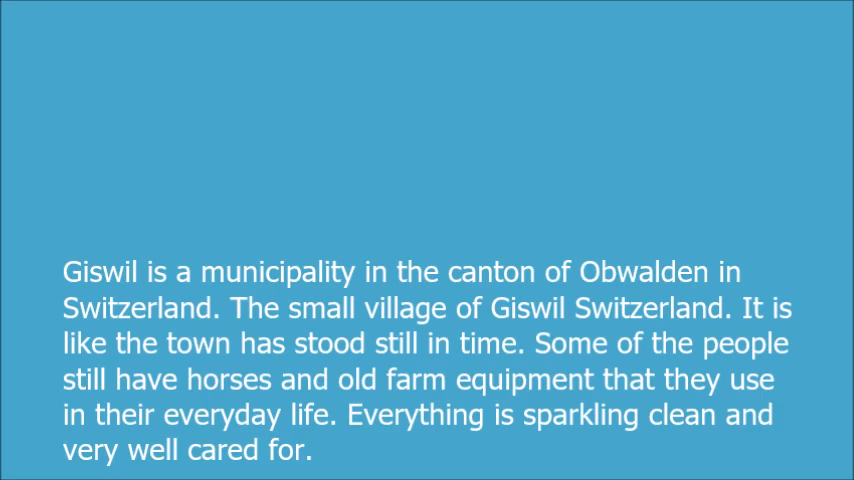 Giswil is a municipality in the canton of Obwalden in
Switzerland. The small village of Giswil Switzerland. It is
like the town has stood still in time. Some of the people
still have horses and old farm equipment that they use
in their everyday life. Everything is sparkling clean and
very well cared for.